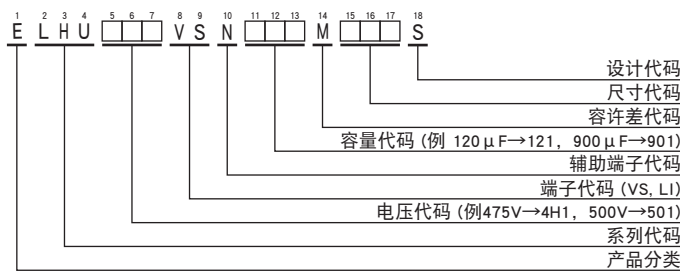 1 2 3 4 5 6 7 8 9 10 11 12 13 14 15 16 17 18
E L H U □□□ V S N □□□ M □□□ S
设计代码
尺寸代码
容许差代码
容量代码 (例 120μF→121, 900μF→901)
辅助端子代码
端子代码 (VS, LI)
电压代码 (例475V→4H1, 500V→501)
系列代码
产品分类